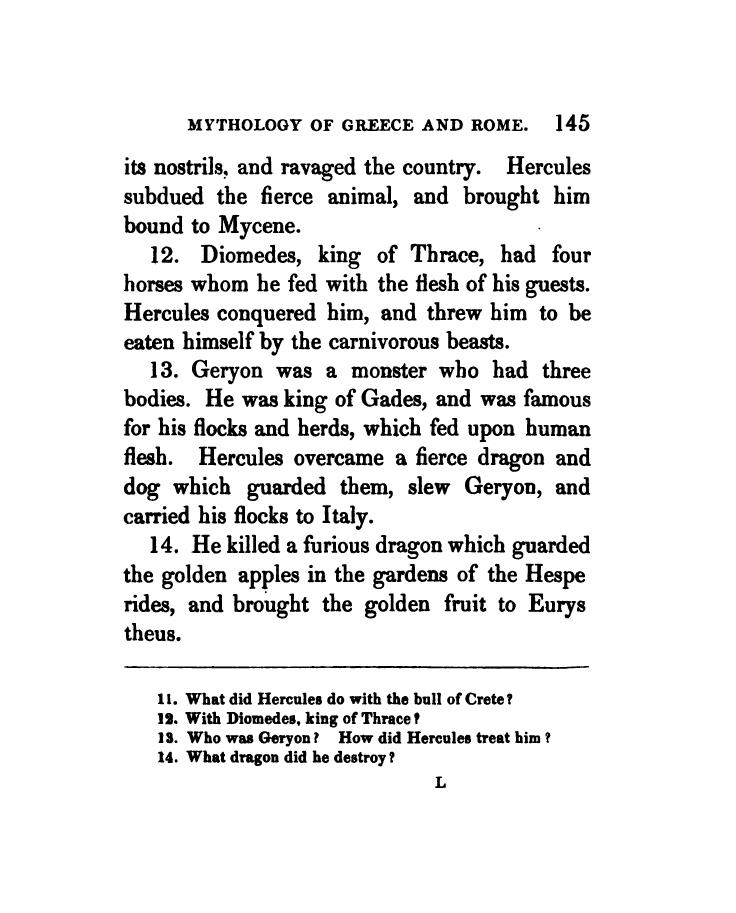 MYTHOLOGY OF GREECE AND ROME. 145
its nostrils, and ravaged the country. Hercules
subdued the fierce animal, and brought him
bound to Mycene.
12. Diomedes, king of Thrace, had four
horses whom he fed with the flesh of his guests.
Hercules conquered him, and threw him to be
eaten himself by the carnivorous beasts.
13. Geryon was a monster who had three
bodies. He was king of Gades, and was famous
for his flocks and herds, which fed upon human
flesh. Hercules overcame a fierce dragon and
dog which guarded them, slew Geryon, and
carried his flocks to Italy.
14. He killed a furious dragon which guarded
the golden apples in the gardens of the Hespe
rides, and brought the golden fruit to Eurys
theus.
11. What did Hercules do with the bull of Crete?
12. With Diomedes, king of Thrace?
13. Who was Geryon? How did Hercules treat him?
14. What dragon did he destroy?
L